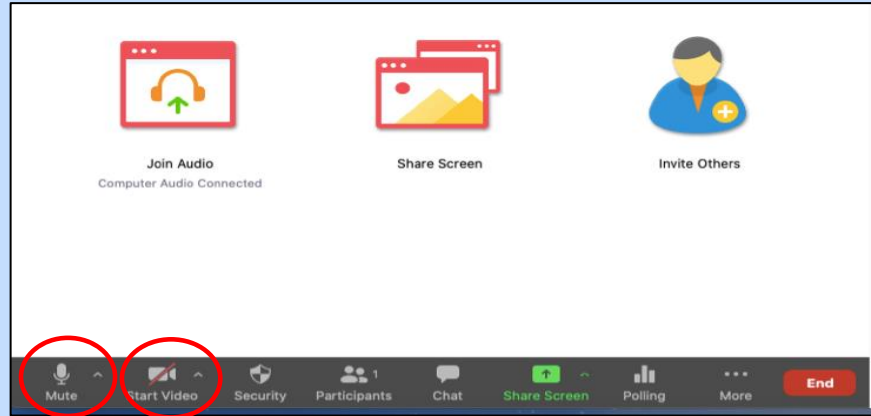 Join Audio
Computer Audio Connected
Share Screen
Invite Others
Mute
Start Video
Security
Participants
1
Chat
Share Screen
Polling
More
End